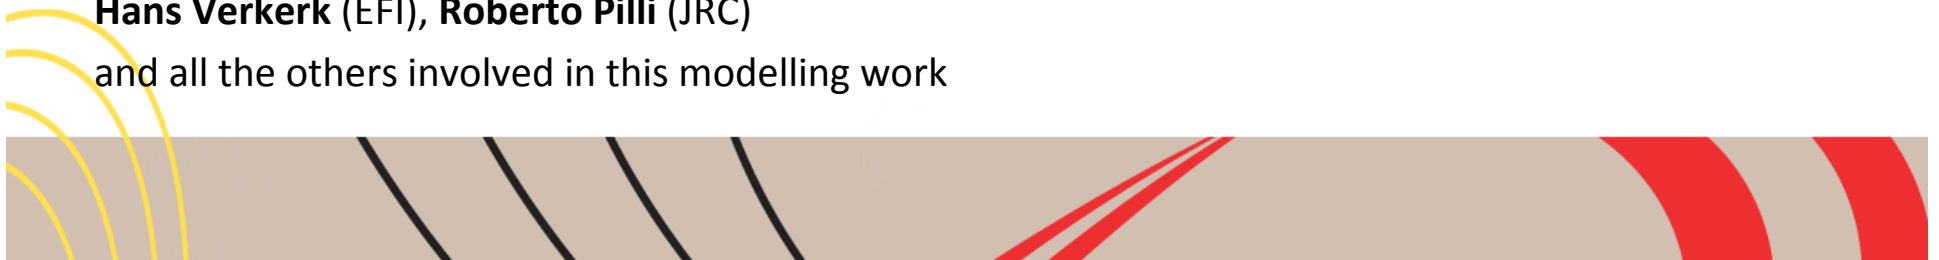 Hans Verkerk (EFI), Roberto Pilli (JRC)
and all the others involved in this modelling work